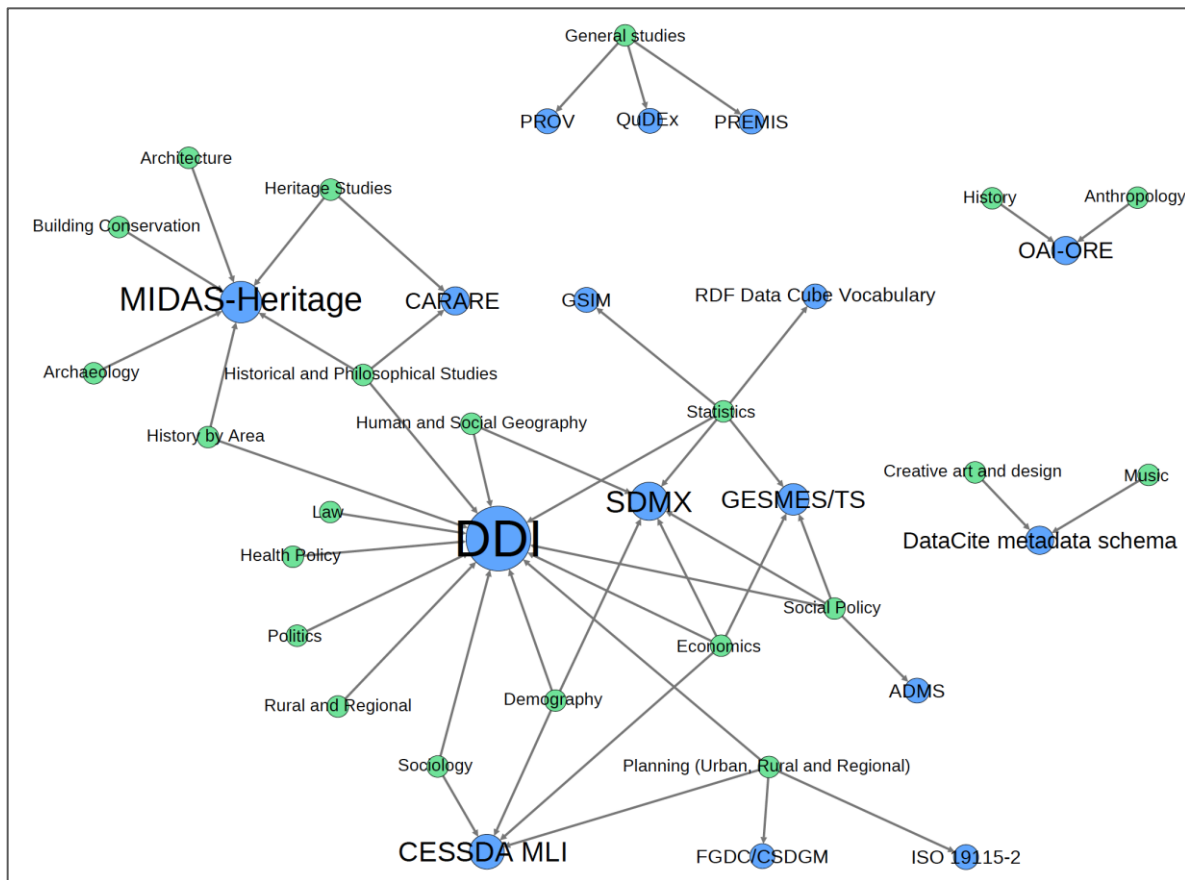 General studies
PROV
QuDEx
PREMIS
Architecture
Heritage Studies
History
Anthropology
Building Conservation
OAI-ORE
MIDAS-Heritage
CARARE
GSIM
RDF Data Cube Vocabulary
Archaeology
Historical and Philosophical Studies
History by Area
Human and Social Geography
Statistics
Creative art and design
Music
Law
SDMX
GESMES/TS
DDI
DataCite metadata schema
Health Policy
Politics
Economics
Social Policy
Rural and Regional
Demography
ADMS
Sociology
Planning (Urban, Rural and Regional)
CESSDA MLI
FGDC/CSDGM
ISO 19115-2